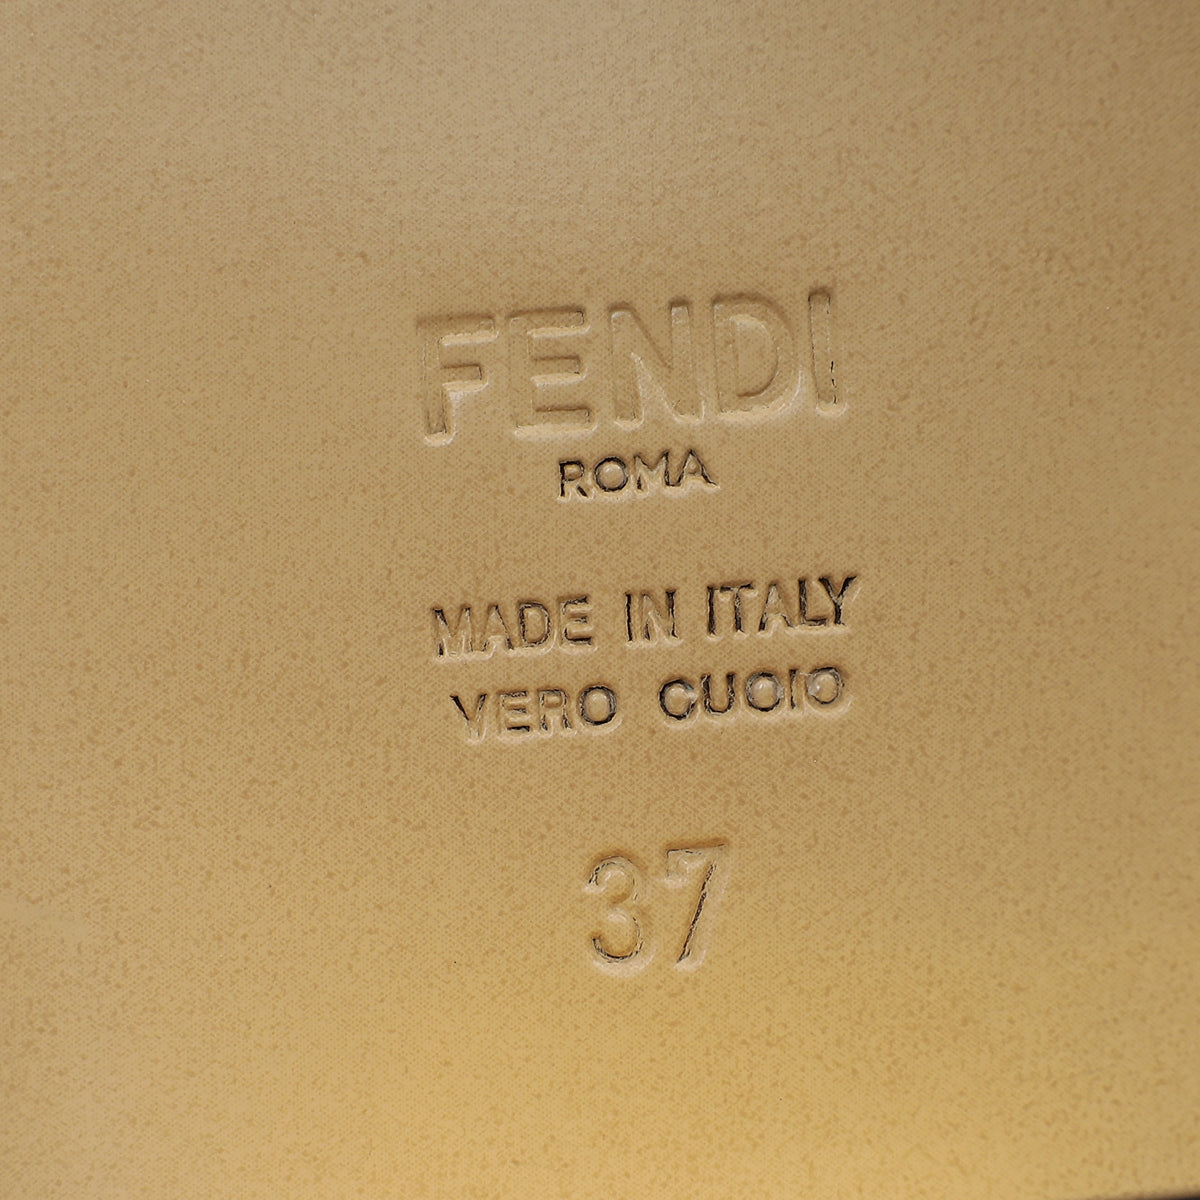 FENDI
ROMA
MADE IN ITALY
VERO CUOIO
37